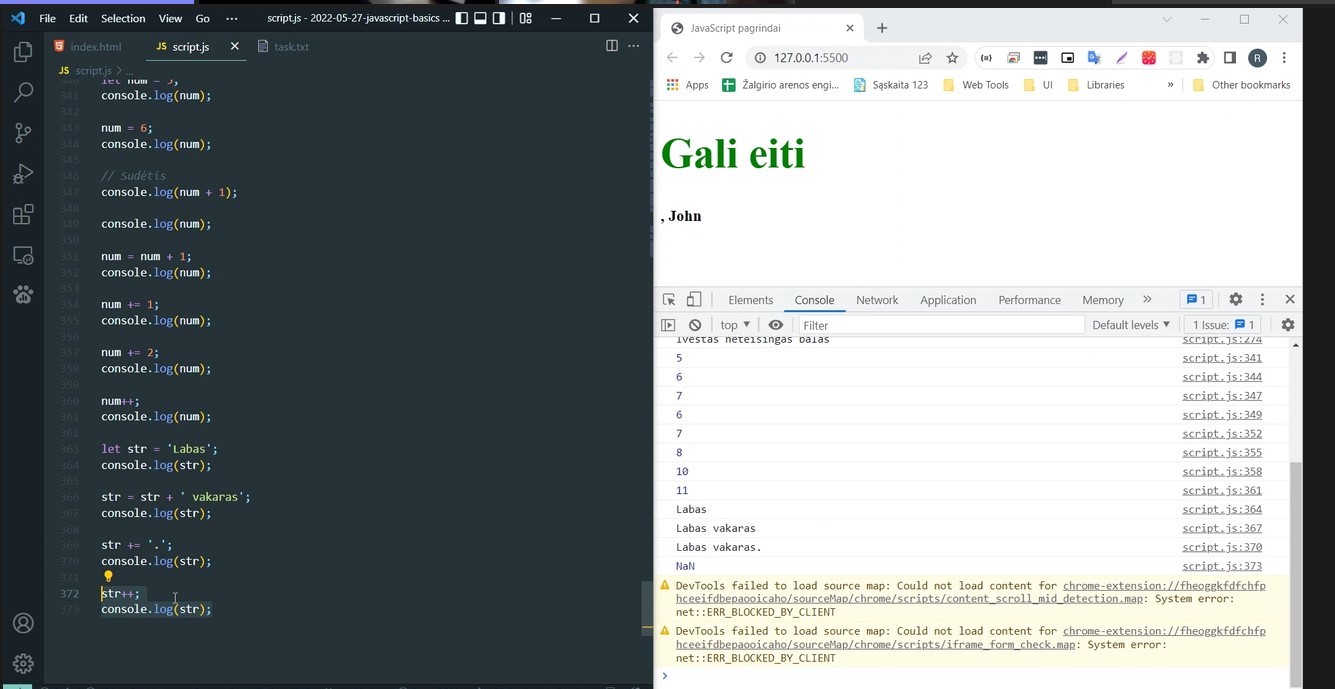 File Edit Selection View Go ··· script.js - 2022-05-27-javascript-basics ...
index.html JS script.js × task.txt ···
JS script.js > ...
340 let num = 5;
341 console.log(num);
342
343 num = 6;
344 console.log(num);
345
346 // Sudėtis
347 console.log(num + 1);
348
349 console.log(num);
350
351 num = num + 1;
352 console.log(num);
353
354 num += 1;
355 console.log(num);
356
357 num += 2;
358 console.log(num);
359
360 num++;
361 console.log(num);
362
363 let str = 'Labas';
364 console.log(str);
365
366 str = str + ' vakaras';
367 console.log(str);
368
369 str += '.';
370 console.log(str);
371
372 str++;
373 console.log(str);
JavaScript pagrindai
127.0.0.1:5500 R
Apps Žalgirio arenos engi... Sąskaita 123 Web Tools UI Libraries » Other bookmarks
Gali eiti
, John
Elements Console Network Application Performance Memory » 1
top Filter Default levels 1 Issue: 1
Įvestas neteisingas balas script.js:274
5 script.js:341
6 script.js:344
7 script.js:347
6 script.js:349
7 script.js:352
8 script.js:355
10 script.js:358
11 script.js:361
Labas script.js:364
Labas vakaras script.js:367
Labas vakaras. script.js:370
NaN script.js:373
DevTools failed to load source map: Could not load content for chrome-extension://fheoggkfdfchfp
hceeifdbepaooicaho/sourceMap/chrome/scripts/content_scroll_mid_detection.map: System error:
net::ERR_BLOCKED_BY_CLIENT
DevTools failed to load source map: Could not load content for chrome-extension://fheoggkfdfchfp
hceeifdbepaooicaho/sourceMap/chrome/scripts/iframe_form_check.map: System error:
net::ERR_BLOCKED_BY_CLIENT
>